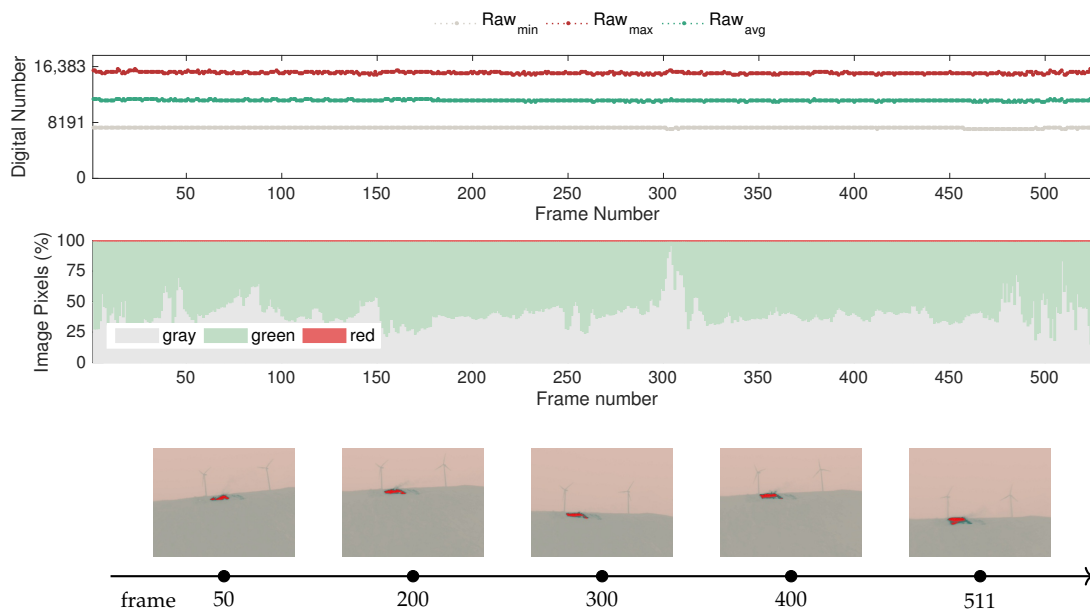 Raw_min Raw_max Raw_avg
Digital Number
16,383
8191
0
50 100 150 200 250 300 350 400 450 500
Frame Number
Image Pixels (%)
100
75
50
25
0
gray green red
50 100 150 200 250 300 350 400 450 500
Frame number
frame 50 200 300 400 511